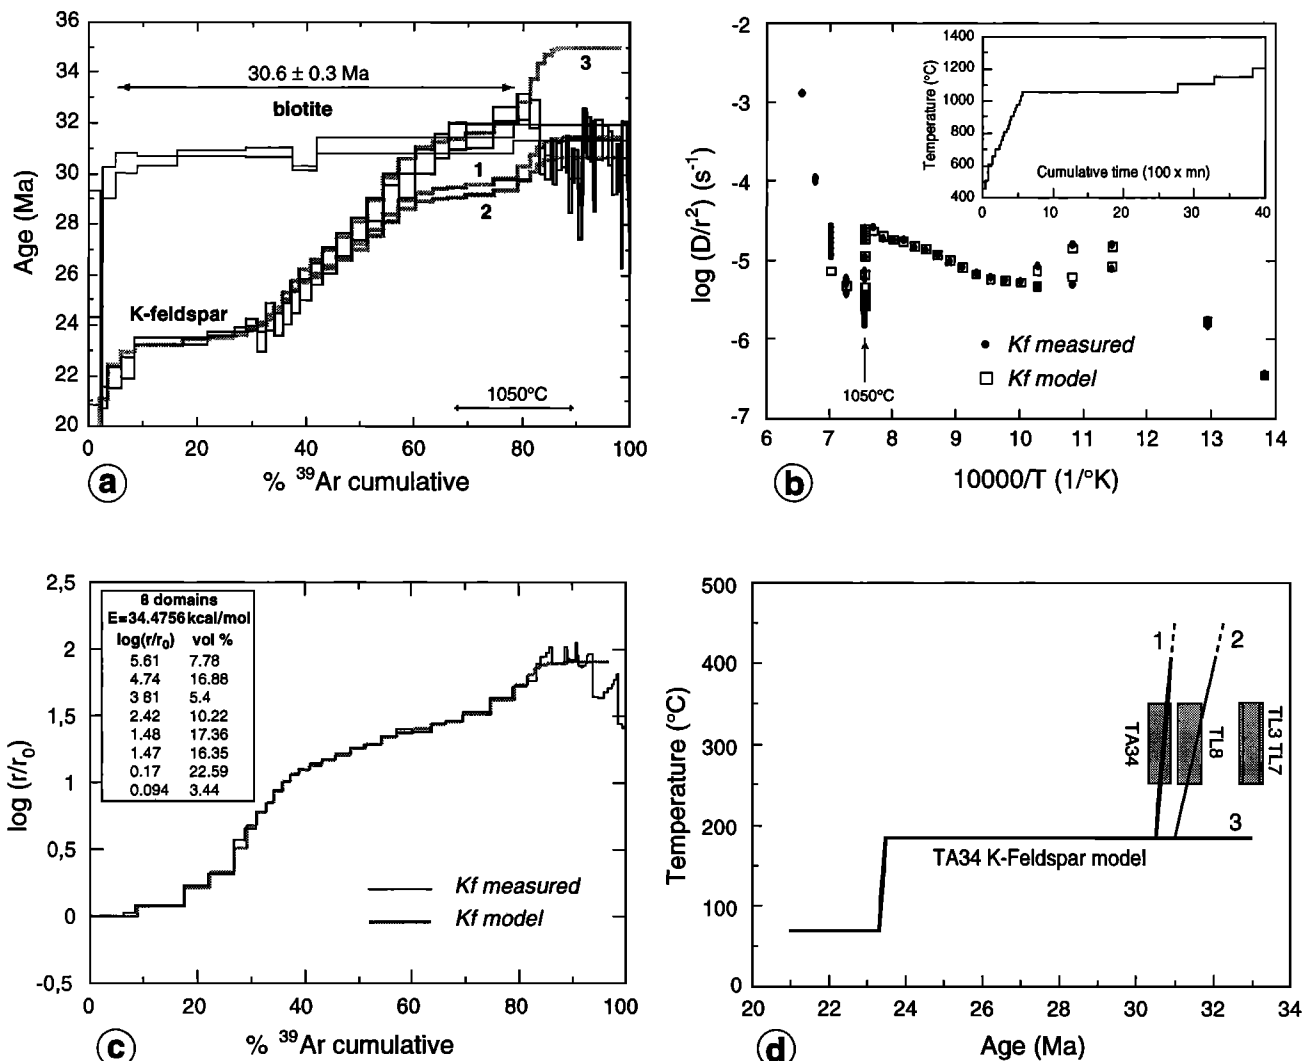 36
34
32
30
28
26
24
22
20
Age (Ma)
30.6 ± 0.3 Ma
biotite
3
1
2
K-feldspar
1050°C
0
20
40
60
80
100
% ³⁹Ar cumulative
a
-2
-3
-4
-5
-6
-7
log (D/r²) (s⁻¹)
1400
1200
1000
800
600
400
Temperature (°C)
Cumulative time (100 x mn)
0
10
20
30
40
Kf measured
Kf model
1050°C
6
7
8
9
10
11
12
13
14
10000/T (1/°K)
b
2,5
2
1,5
1
0,5
0
-0,5
log (r/r₀)
8 domains
E=34.4756 kcal/mol
log(r/r₀) vol %
5.61 7.78
4.74 16.88
3 81 5.4
2.42 10.22
1.48 17.36
1.47 16.35
0.17 22.59
0.094 3.44
Kf measured
Kf model
0
20
40
60
80
100
% ³⁹Ar cumulative
c
500
400
300
200
100
0
Temperature (°C)
1
2
TA34
TL8
TL3 TL7
3
TA34 K-Feldspar model
20
22
24
26
28
30
32
34
Age (Ma)
d